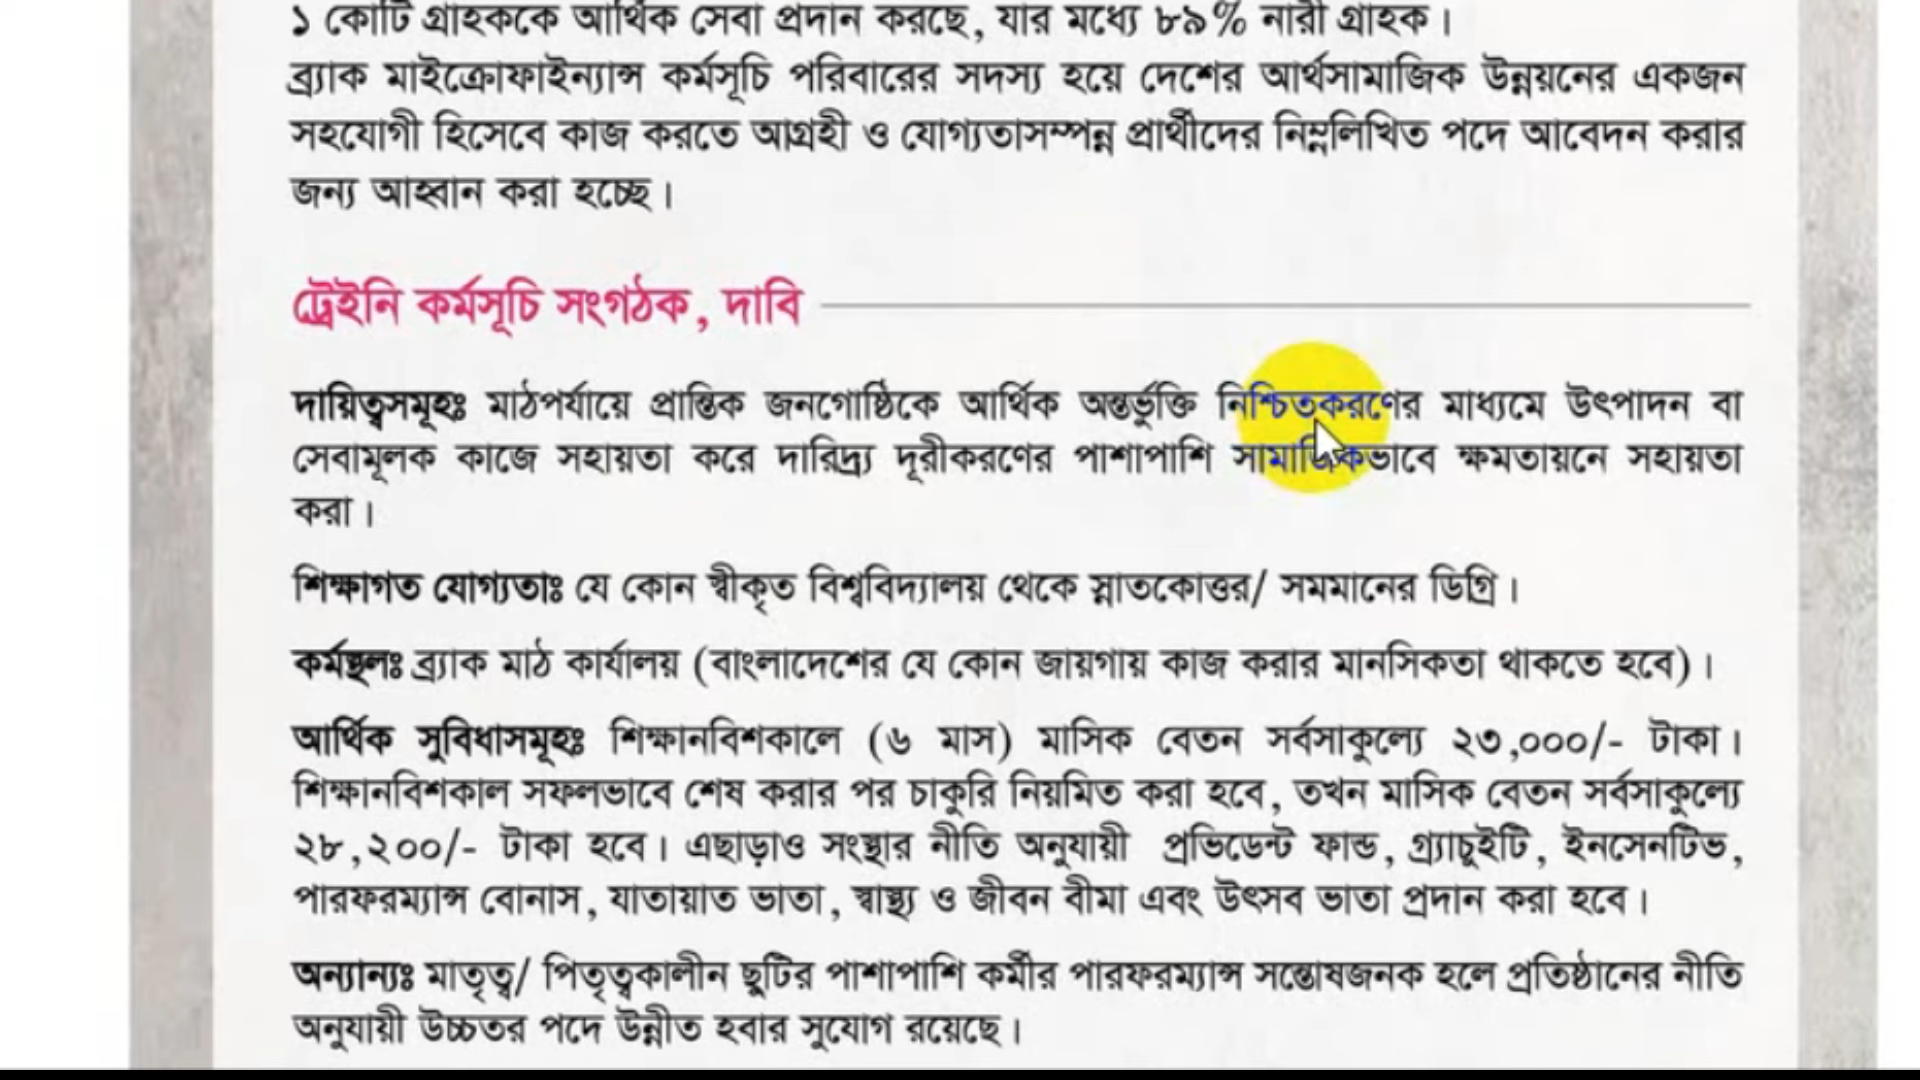 ১ কোটি গ্রাহককে আর্থিক সেবা প্রদান করছে, যার মধ্যে ৮৯% নারী গ্রাহক।
ব্র্যাক মাইক্রোফাইন্যান্স কর্মসূচি পরিবারের সদস্য হয়ে দেশের আর্থসামাজিক উন্নয়নের একজন
সহযোগী হিসেবে কাজ করতে আগ্রহী ও যোগ্যতাসম্পন্ন প্রার্থীদের নিম্নলিখিত পদে আবেদন করার
জন্য আহ্বান করা হচ্ছে।
ট্রেইনি কর্মসূচি সংগঠক, দাবি
দায়িত্বসমূহঃ মাঠপর্যায়ে প্রান্তিক জনগোষ্ঠিকে আর্থিক অন্তর্ভুক্তি নিশ্চিতকরণের মাধ্যমে উৎপাদন বা
সেবামূলক কাজে সহায়তা করে দারিদ্র্য দূরীকরণের পাশাপাশি সামাজিকভাবে ক্ষমতায়নে সহায়তা
করা।
শিক্ষাগত যোগ্যতাঃ যে কোন স্বীকৃত বিশ্ববিদ্যালয় থেকে স্নাতকোত্তর/ সমমানের ডিগ্রি।
কর্মস্থলঃ ব্র্যাক মাঠ কার্যালয় (বাংলাদেশের যে কোন জায়গায় কাজ করার মানসিকতা থাকতে হবে)।
আর্থিক সুবিধাসমূহঃ শিক্ষানবিশকালে (৬ মাস) মাসিক বেতন সর্বসাকুল্যে ২৩,০০০/- টাকা।
শিক্ষানবিশকাল সফলভাবে শেষ করার পর চাকুরি নিয়মিত করা হবে, তখন মাসিক বেতন সর্বসাকুল্যে
২৮,২০০/- টাকা হবে। এছাড়াও সংস্থার নীতি অনুযায়ী প্রভিডেন্ট ফান্ড, গ্র্যাচুইটি, ইনসেনটিভ,
পারফরম্যান্স বোনাস, যাতায়াত ভাতা, স্বাস্থ্য ও জীবন বীমা এবং উৎসব ভাতা প্রদান করা হবে।
অন্যান্যঃ মাতৃত্ব/ পিতৃত্বকালীন ছুটির পাশাপাশি কর্মীর পারফরম্যান্স সন্তোষজনক হলে প্রতিষ্ঠানের নীতি
অনুযায়ী উচ্চতর পদে উন্নীত হবার সুযোগ রয়েছে।